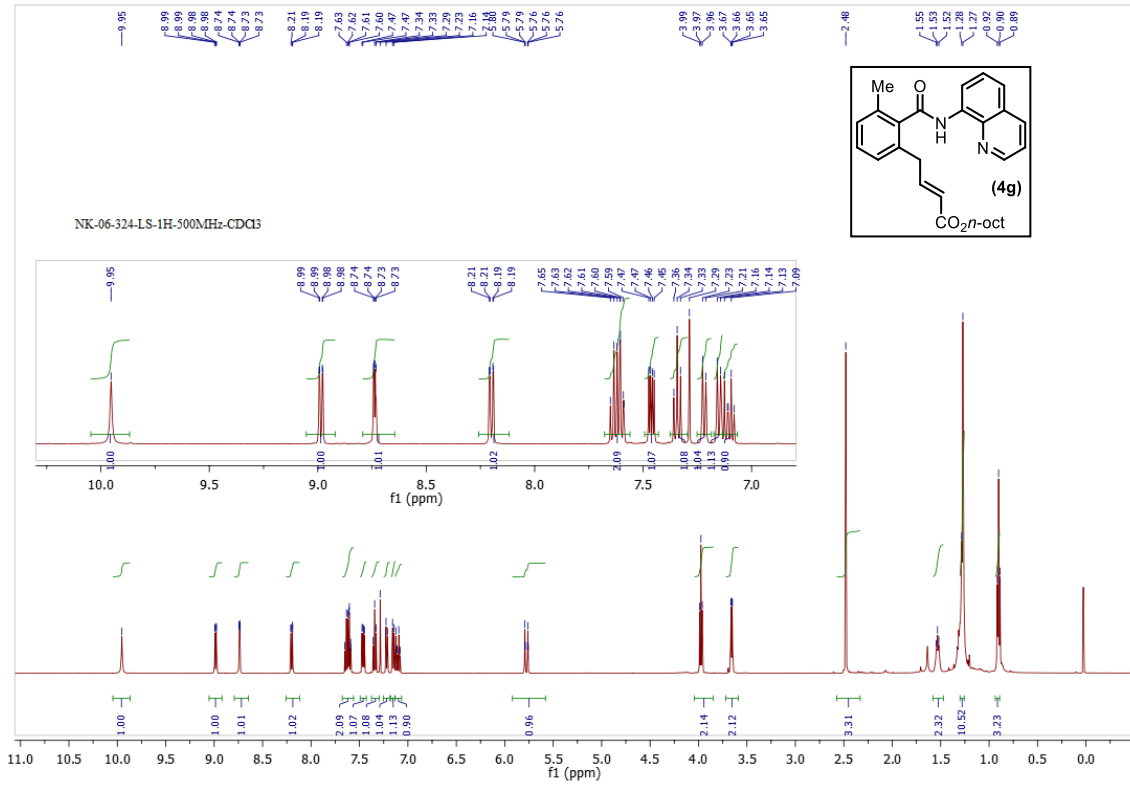 9.95 8.99 8.99 8.98 8.98 8.74 8.74 8.73 8.73 8.21 8.19 8.19 7.63 7.62 7.61 7.60 7.47 7.47 7.34 7.33 7.29 7.23 7.16 7.14 5.80 5.79 5.79 5.76 5.76 5.76 3.99 3.97 3.96 3.67 3.66 3.65 3.65 2.48 1.55 1.53 1.52 1.28 1.27 0.92 0.90 0.89
Me
O
N
H
N
(4g)
CO2n-oct
NK-06-324-LS-1H-500MHz-CDCl3
9.95 8.99 8.99 8.98 8.98 8.74 8.74 8.73 8.73 8.21 8.21 8.19 8.19 7.65 7.63 7.62 7.61 7.60 7.59 7.47 7.47 7.46 7.45 7.36 7.34 7.33 7.29 7.23 7.21 7.16 7.14 7.13 7.09
1.00 1.00 1.01 1.02 2.09 1.07 1.08 1.04 1.13 0.90
10.0 9.5 9.0 8.5 8.0 7.5 7.0
f1 (ppm)
1.00 1.00 1.01 1.02 2.09 1.07 1.08 1.04 1.13 0.90 0.96 2.14 2.12 3.31 2.32 10.52 3.23
11.0 10.5 10.0 9.5 9.0 8.5 8.0 7.5 7.0 6.5 6.0 5.5 5.0 4.5 4.0 3.5 3.0 2.5 2.0 1.5 1.0 0.5 0.0
f1 (ppm)